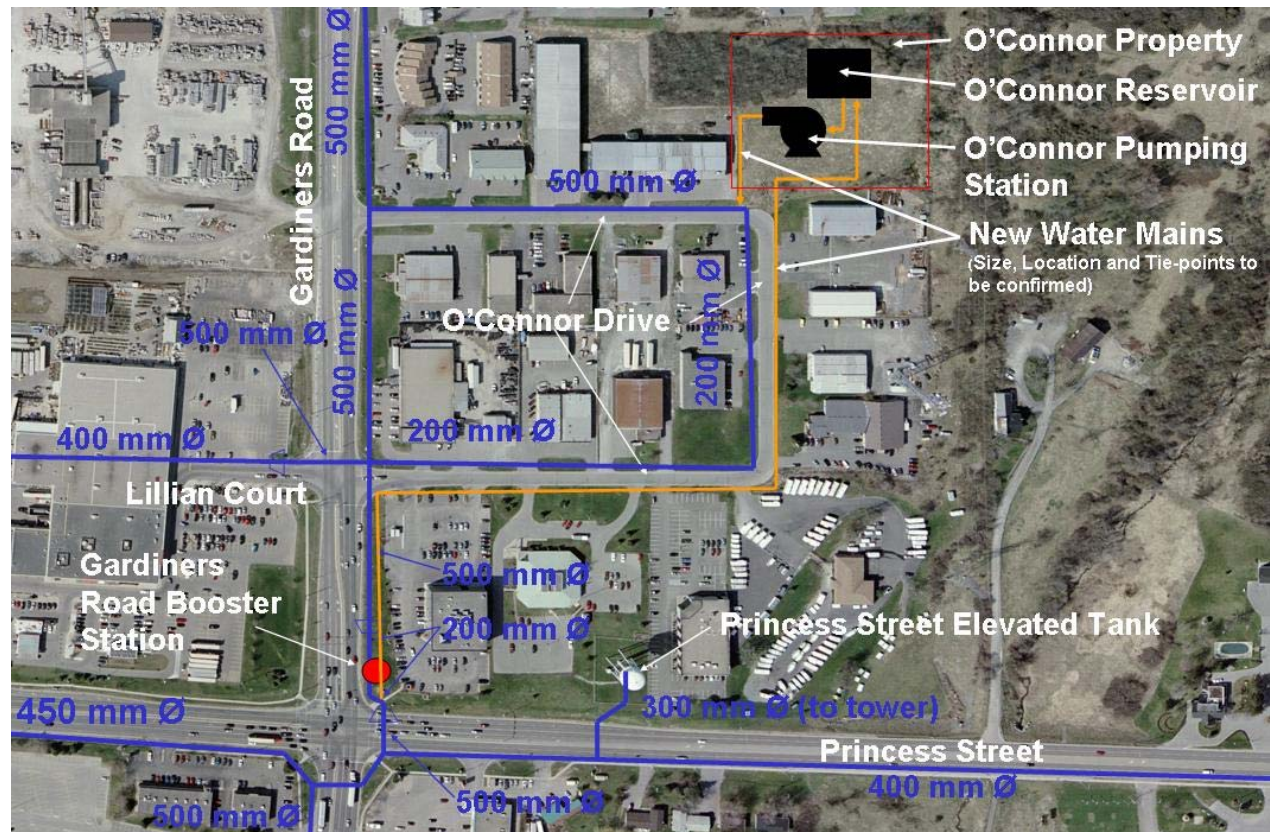 O'Connor Property
O'Connor Reservoir
O'Connor Pumping
Station
New Water Mains
(Size, Location and Tie-points to
be confirmed)
Gardiners Road
500 mm Ø
500 mm Ø
500 mm Ø
500 mm Ø
O'Connor Drive
200 mm Ø
200 mm Ø
400 mm Ø
Lillian Court
Gardiners
Road Booster
Station
500 mm Ø
200 mm Ø
Princess Street Elevated Tank
300 mm Ø (to tower)
450 mm Ø
Princess Street
400 mm Ø
500 mm Ø
500 mm Ø